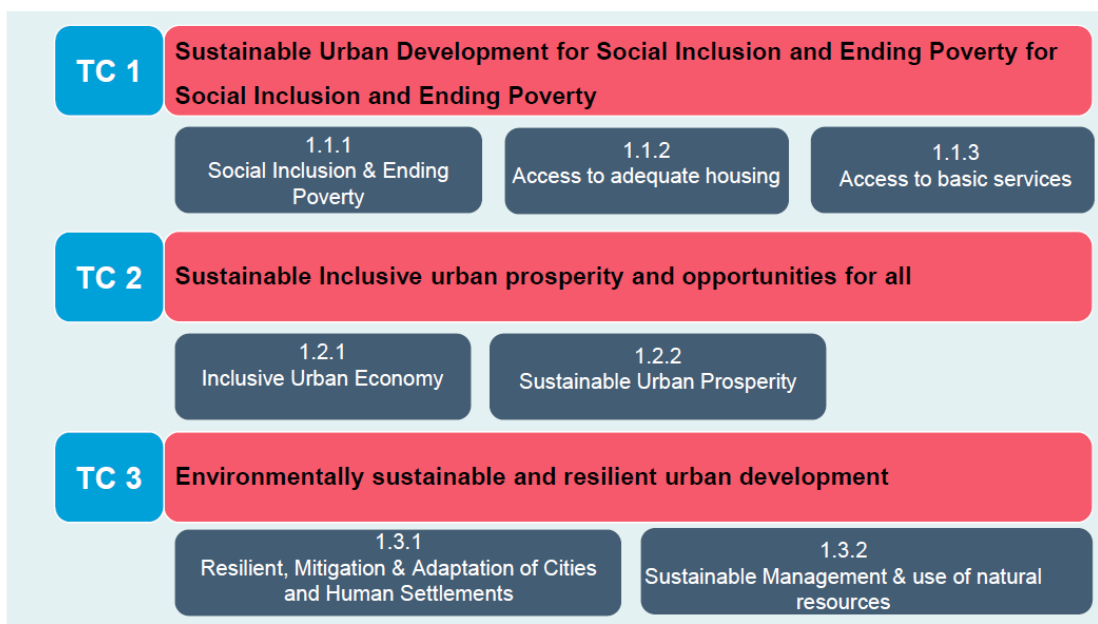 TC 1
Sustainable Urban Development for Social Inclusion and Ending Poverty for
Social Inclusion and Ending Poverty
1.1.1
Social Inclusion & Ending
Poverty
1.1.2
Access to adequate housing
1.1.3
Access to basic services
TC 2
Sustainable Inclusive urban prosperity and opportunities for all
1.2.1
Inclusive Urban Economy
1.2.2
Sustainable Urban Prosperity
TC 3
Environmentally sustainable and resilient urban development
1.3.1
Resilient, Mitigation & Adaptation of Cities
and Human Settlements
1.3.2
Sustainable Management & use of natural
resources